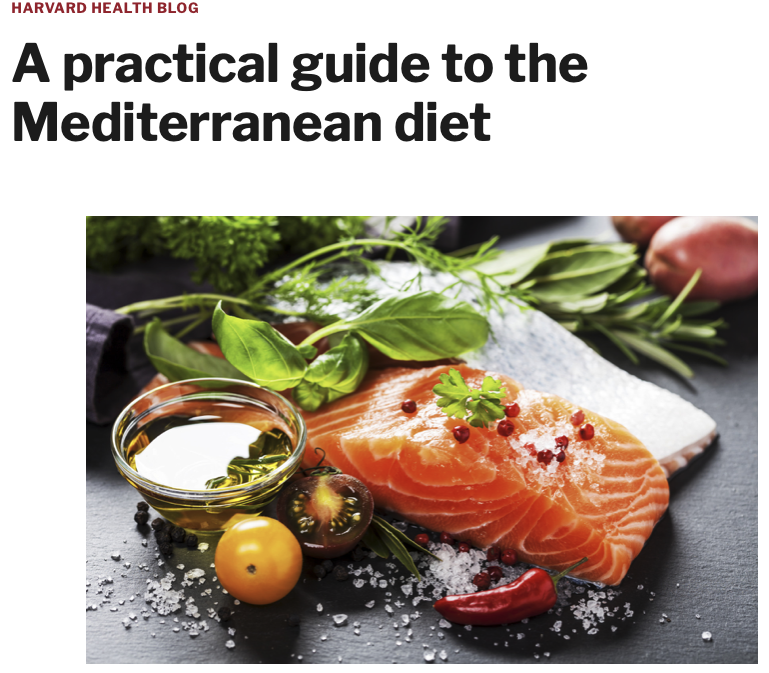 HARVARD HEALTH BLOG
A practical guide to the
Mediterranean diet